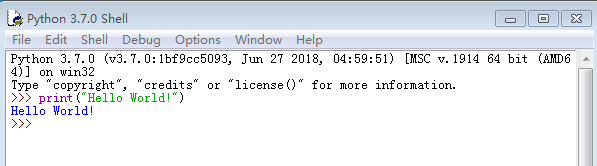 Python 3.7.0 Shell
File Edit Shell Debug Options Window Help
Python 3.7.0 (v3.7.0:1bf9cc5093, Jun 27 2018, 04:59:51) [MSC v.1914 64 bit (AMD6
4)] on win32
Type "copyright", "credits" or "license()" for more information.
>>> print("Hello World!")
Hello World!
>>>